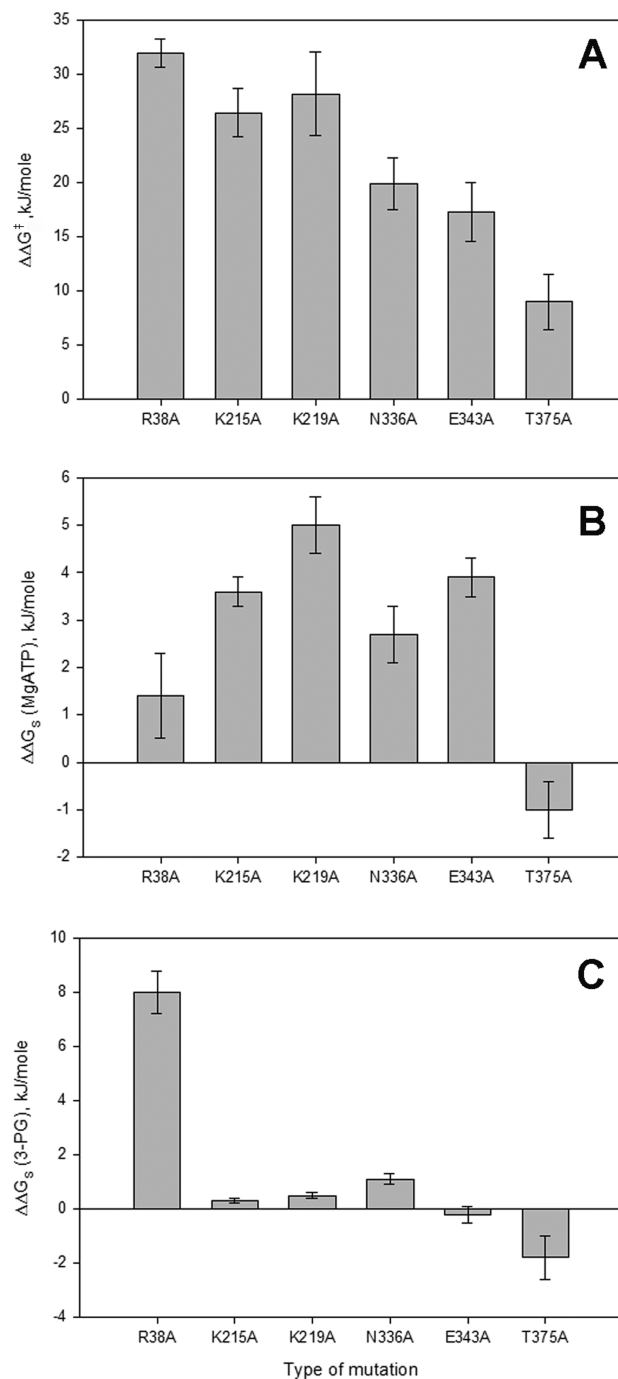 A
ΔΔG‡ ,kJ/mole
35
30
25
20
15
10
5
0
R38A K215A K219A N336A E343A T375A
B
ΔΔGS (MgATP), kJ/mole
6
5
4
3
2
1
0
-1
-2
R38A K215A K219A N336A E343A T375A
C
ΔΔGS (3-PG), kJ/mole
10
8
6
4
2
0
-2
-4
R38A K215A K219A N336A E343A T375A
Type of mutation